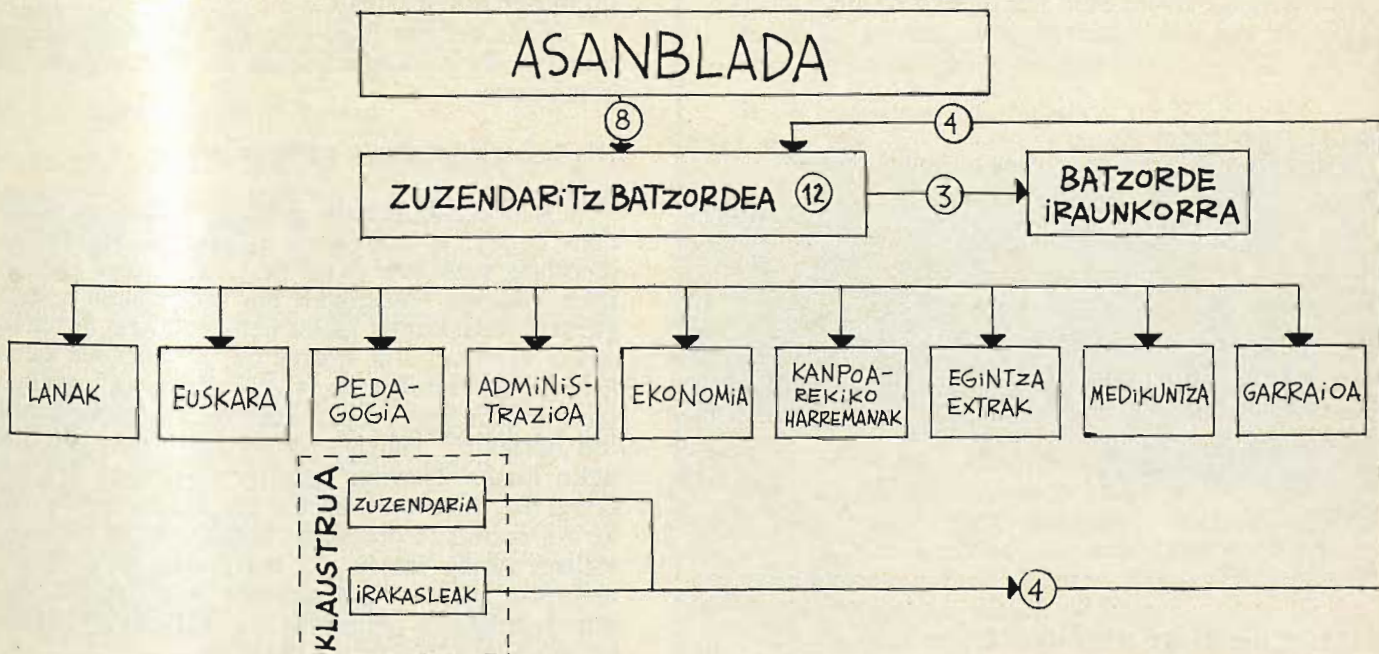 ASANBLADA
8
4
ZUZENDARITZ BATZORDEA 12
3
BATZORDE
IRAUNKORRA
LANAK
EUSKARA
PEDA-
GOGIA
ADMINIS-
TRAZIOA
EKONOMIA
KANPOA-
REKIKO
HARREMANAK
EGINTZA
EXTRAK
MEDIKUNTZA
GARRAIOA
KLAUSTRUA
ZUZENDARIA
IRAKASLEAK
4